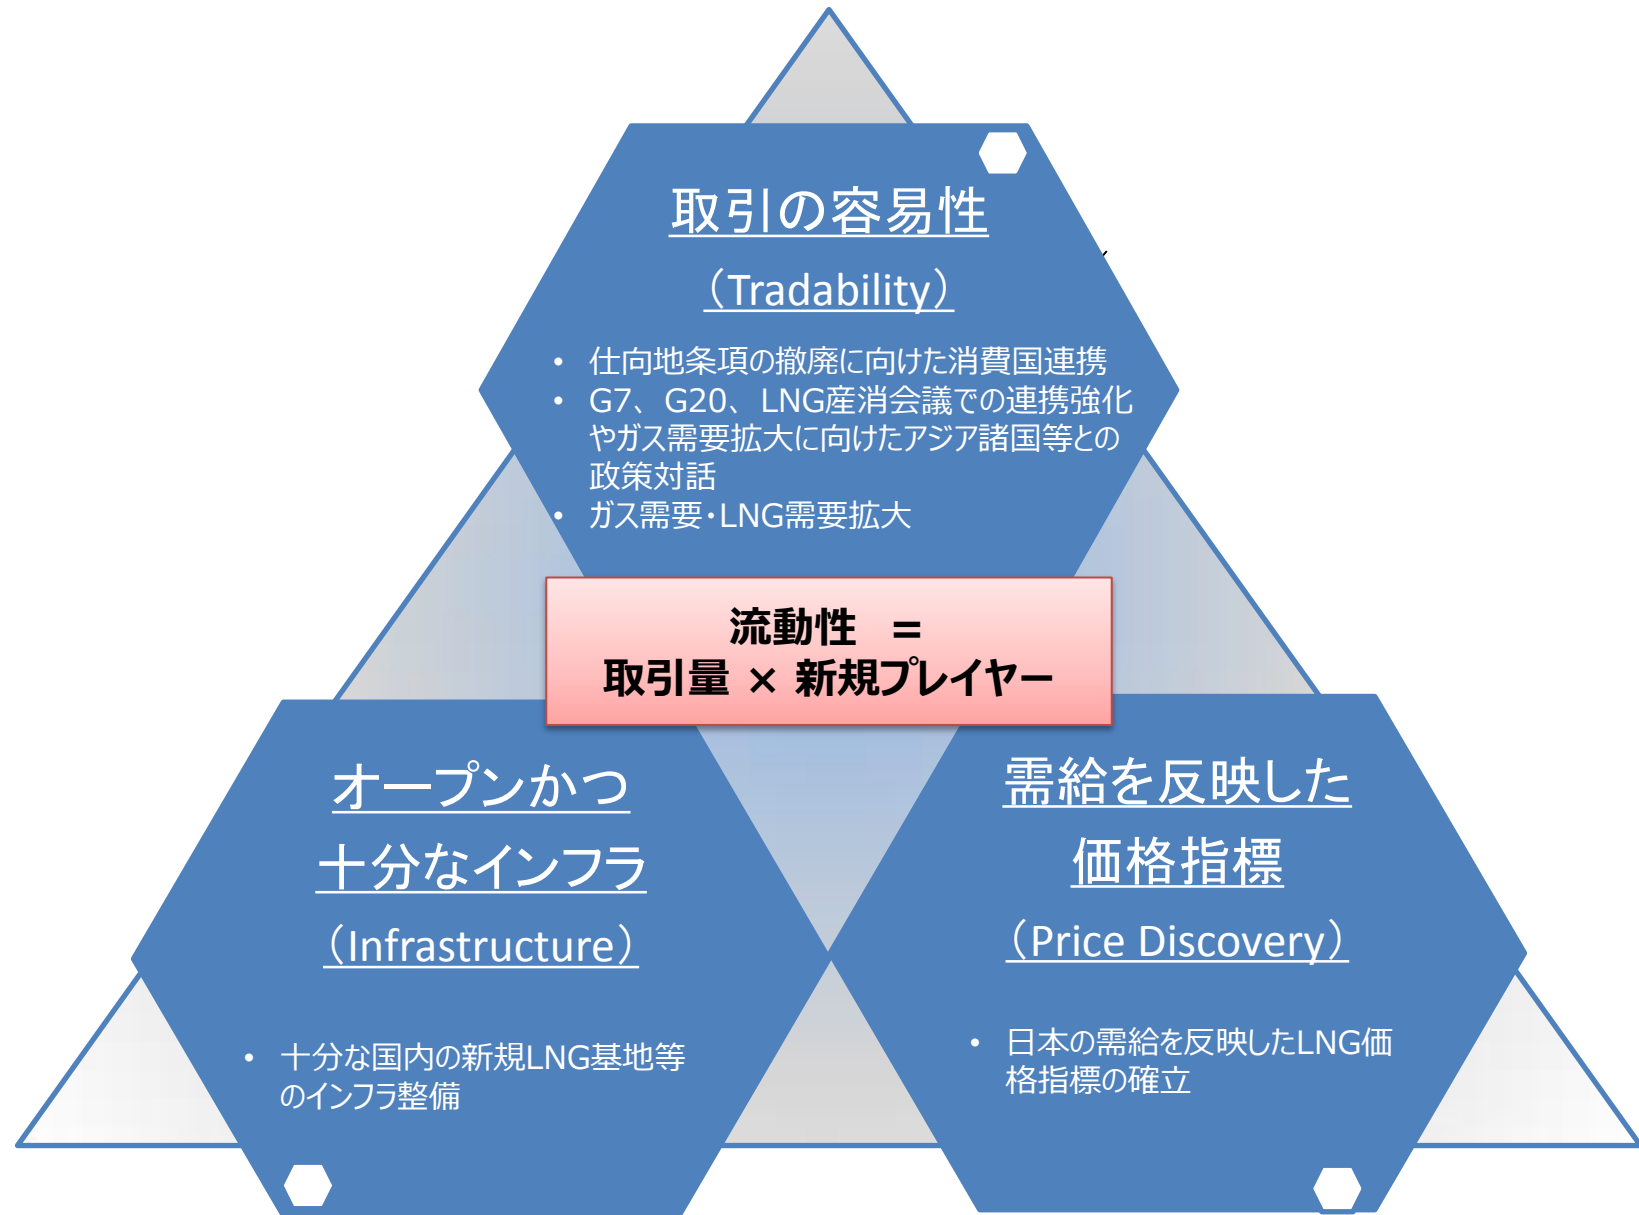 取引の容易性
（Tradability）
• 仕向地条項の撤廃に向けた消費国連携
• G7、G20、LNG産消会議での連携強化
やガス需要拡大に向けたアジア諸国等との
政策対話
• ガス需要・LNG需要拡大
流動性 ＝
取引量 × 新規プレイヤー
オープンかつ
十分なインフラ
（Infrastructure）
• 十分な国内の新規LNG基地等
のインフラ整備
需給を反映した
価格指標
（Price Discovery）
• 日本の需給を反映したLNG価
格指標の確立